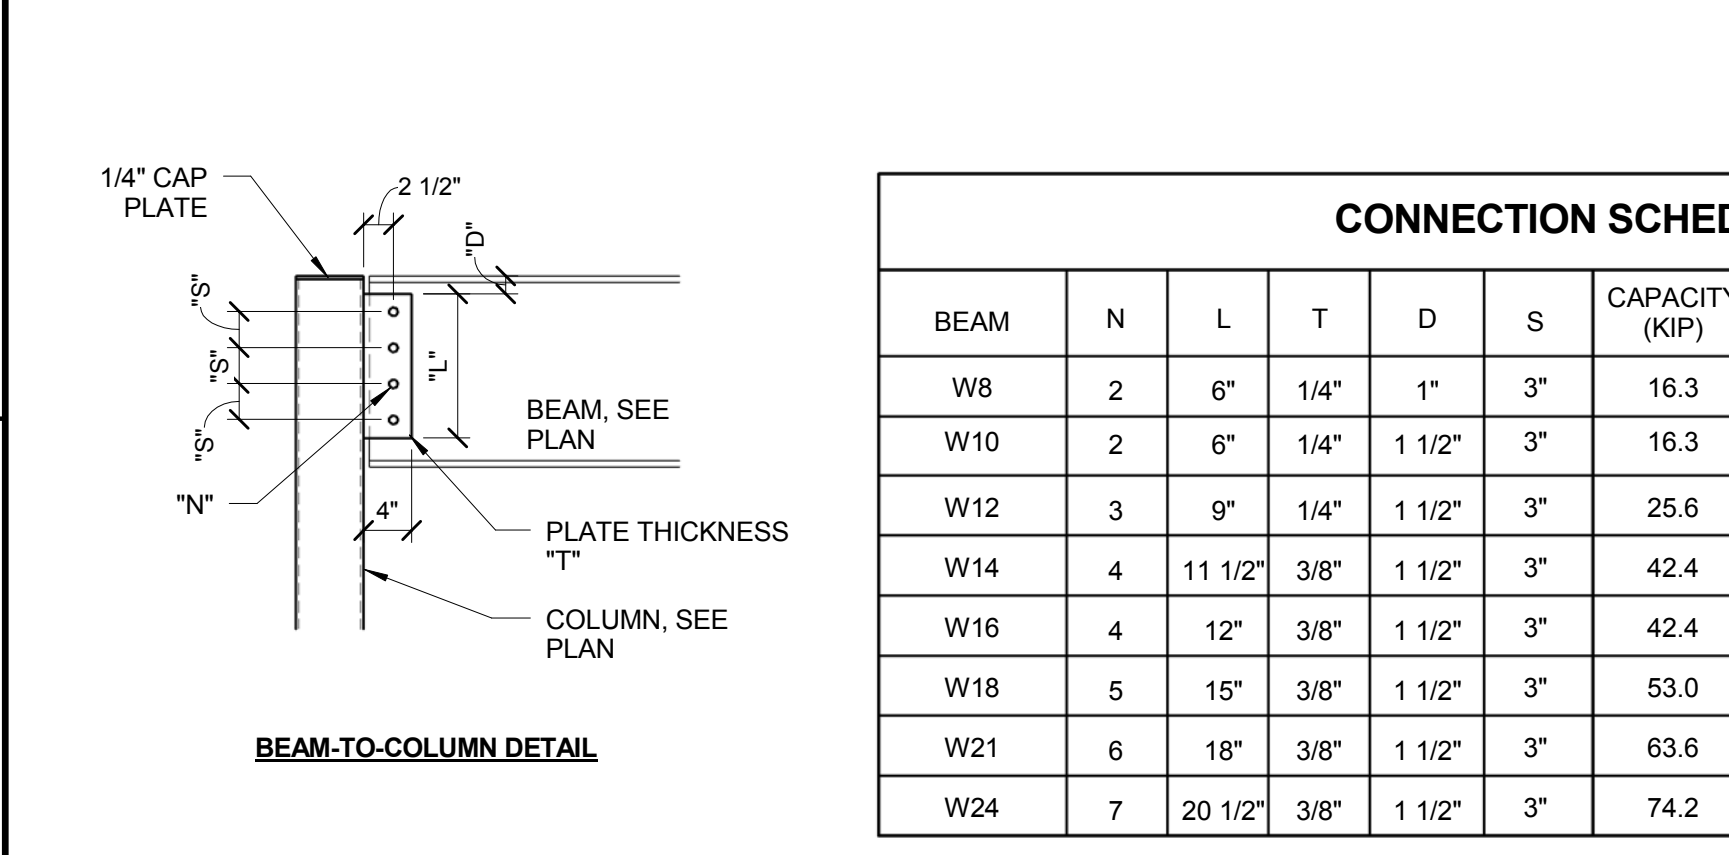 1/4" CAP
PLATE
2 1/2"
"D"
"S"
"S"
"S"
"L"
"N"
4"
BEAM, SEE
PLAN
PLATE THICKNESS
"T"
COLUMN, SEE
PLAN
BEAM-TO-COLUMN DETAIL
CONNECTION SCHED
BEAM N L T D S CAPACITY
(KIP)
W8 2 6" 1/4" 1" 3" 16.3
W10 2 6" 1/4" 1 1/2" 3" 16.3
W12 3 9" 1/4" 1 1/2" 3" 25.6
W14 4 11 1/2" 3/8" 1 1/2" 3" 42.4
W16 4 12" 3/8" 1 1/2" 3" 42.4
W18 5 15" 3/8" 1 1/2" 3" 53.0
W21 6 18" 3/8" 1 1/2" 3" 63.6
W24 7 20 1/2" 3/8" 1 1/2" 3" 74.2